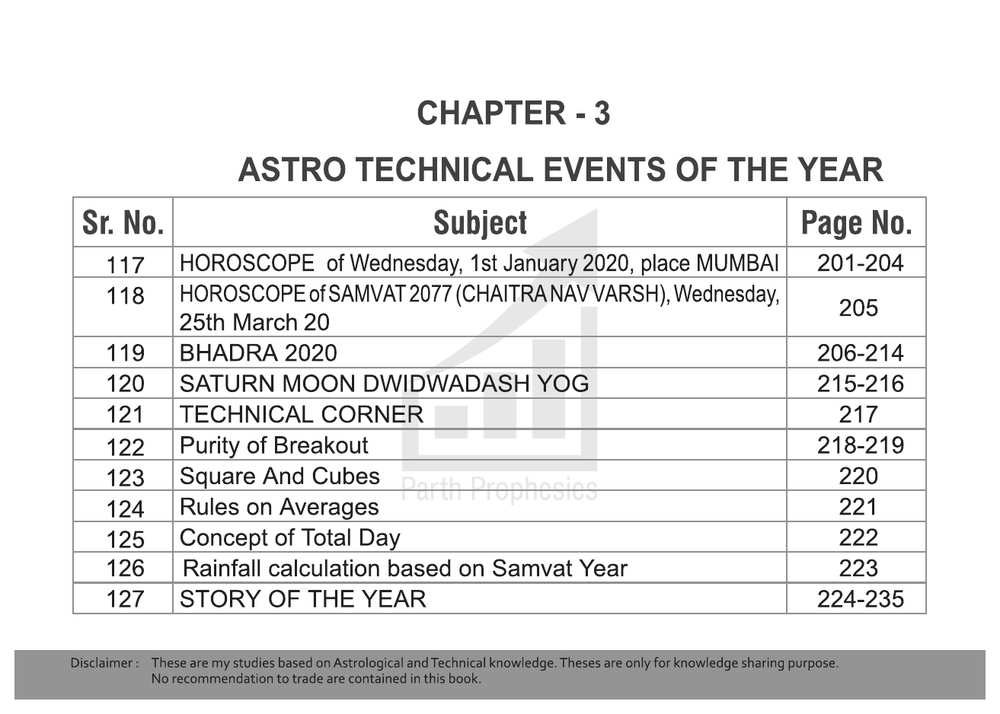 CHAPTER - 3
ASTRO TECHNICAL EVENTS OF THE YEAR
Sr. No. Subject Page No.
117 HOROSCOPE of Wednesday, 1st January 2020, place MUMBAI 201-204
118 HOROSCOPE of SAMVAT 2077 (CHAITRA NAV VARSH), Wednesday,
25th March 20 205
119 BHADRA 2020 206-214
120 SATURN MOON DWIDWADASH YOG 215-216
121 TECHNICAL CORNER 217
122 Purity of Breakout 218-219
123 Square And Cubes 220
Parth Prophesies
124 Rules on Averages 221
125 Concept of Total Day 222
126 Rainfall calculation based on Samvat Year 223
127 STORY OF THE YEAR 224-235
Disclaimer : These are my studies based on Astrological and Technical knowledge. Theses are only for knowledge sharing purpose.
No recommendation to trade are contained in this book.